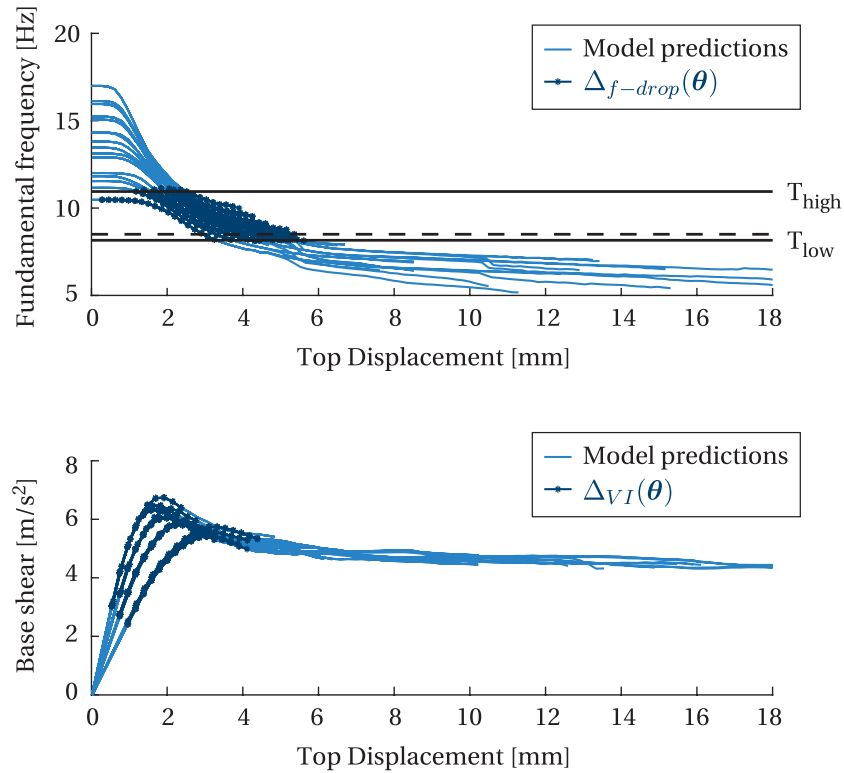 Fundamental frequency [Hz]
20
15
10
5
Model predictions
Δf−drop(θ)
Thigh
Tlow
0 2 4 6 8 10 12 14 16 18
Top Displacement [mm]
Base shear [m/s²]
8
6
4
2
0
Model predictions
ΔVI(θ)
0 2 4 6 8 10 12 14 16 18
Top Displacement [mm]